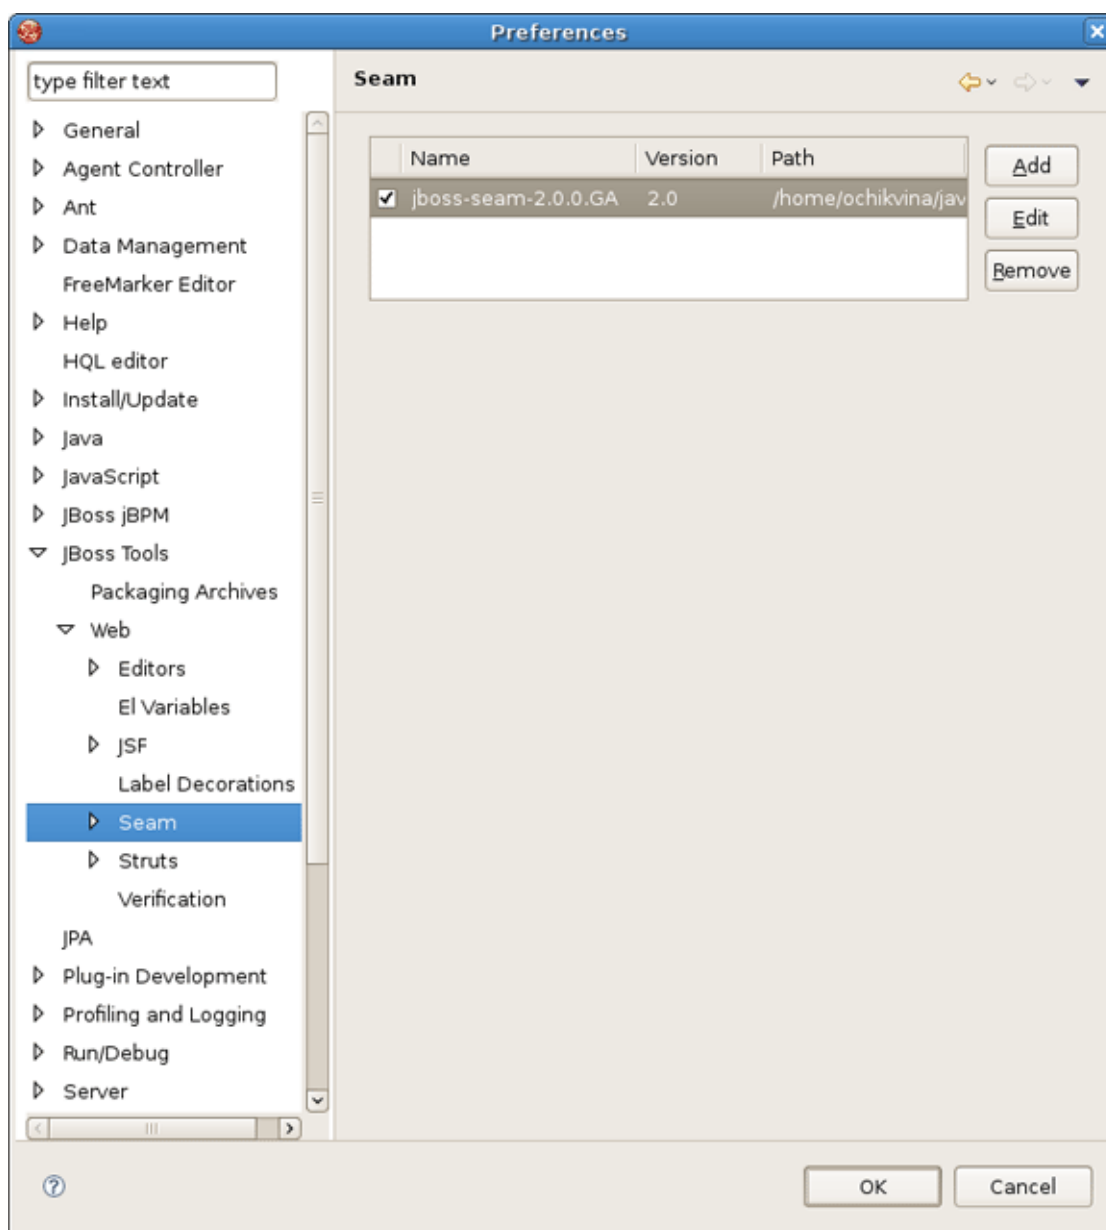 Preferences
type filter text
Seam
General
Agent Controller
Ant
Data Management
FreeMarker Editor
Help
HQL editor
Install/Update
Java
JavaScript
JBoss jBPM
JBoss Tools
Packaging Archives
Web
Editors
El Variables
JSF
Label Decorations
Seam
Struts
Verification
JPA
Plug-in Development
Profiling and Logging
Run/Debug
Server
Name Version Path
jboss-seam-2.0.0.GA 2.0 /home/ochikvina/jav
Add
Edit
Remove
OK Cancel